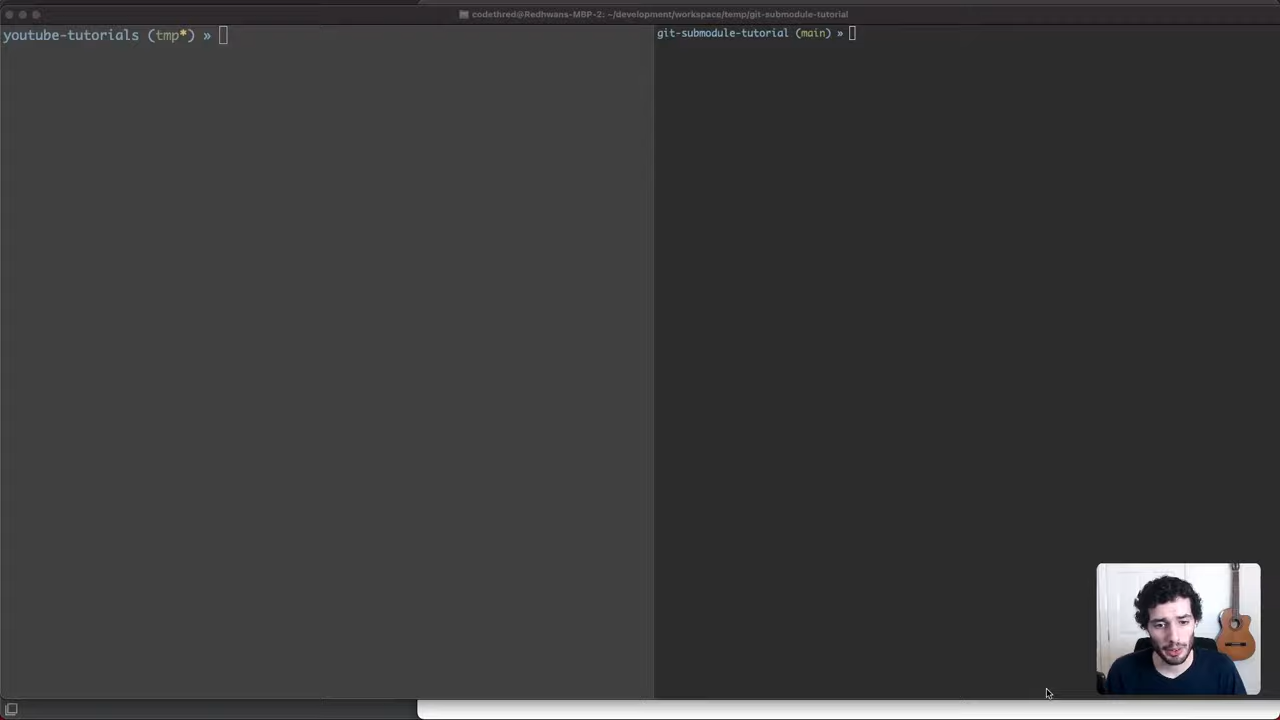 codethred@Redhwans-MBP-2: ~/development/workspace/temp/git-submodule-tutorial
youtube-tutorials (tmp*) »
git-submodule-tutorial (main) »